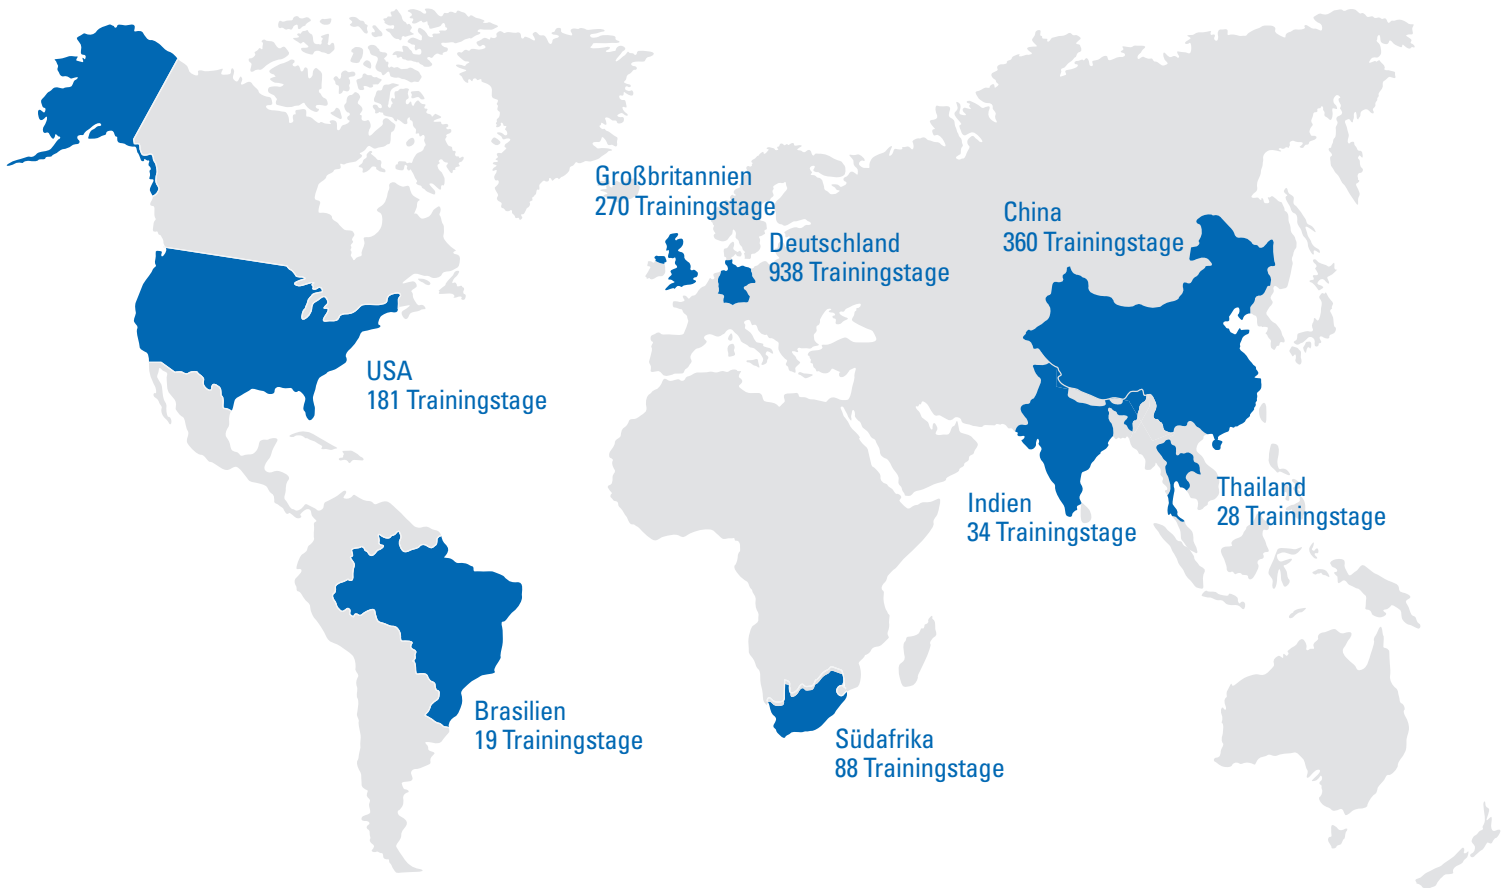 Großbritannien
270 Trainingstage
Deutschland
938 Trainingstage
China
360 Trainingstage
USA
181 Trainingstage
Indien
34 Trainingstage
Thailand
28 Trainingstage
Brasilien
19 Trainingstage
Südafrika
88 Trainingstage